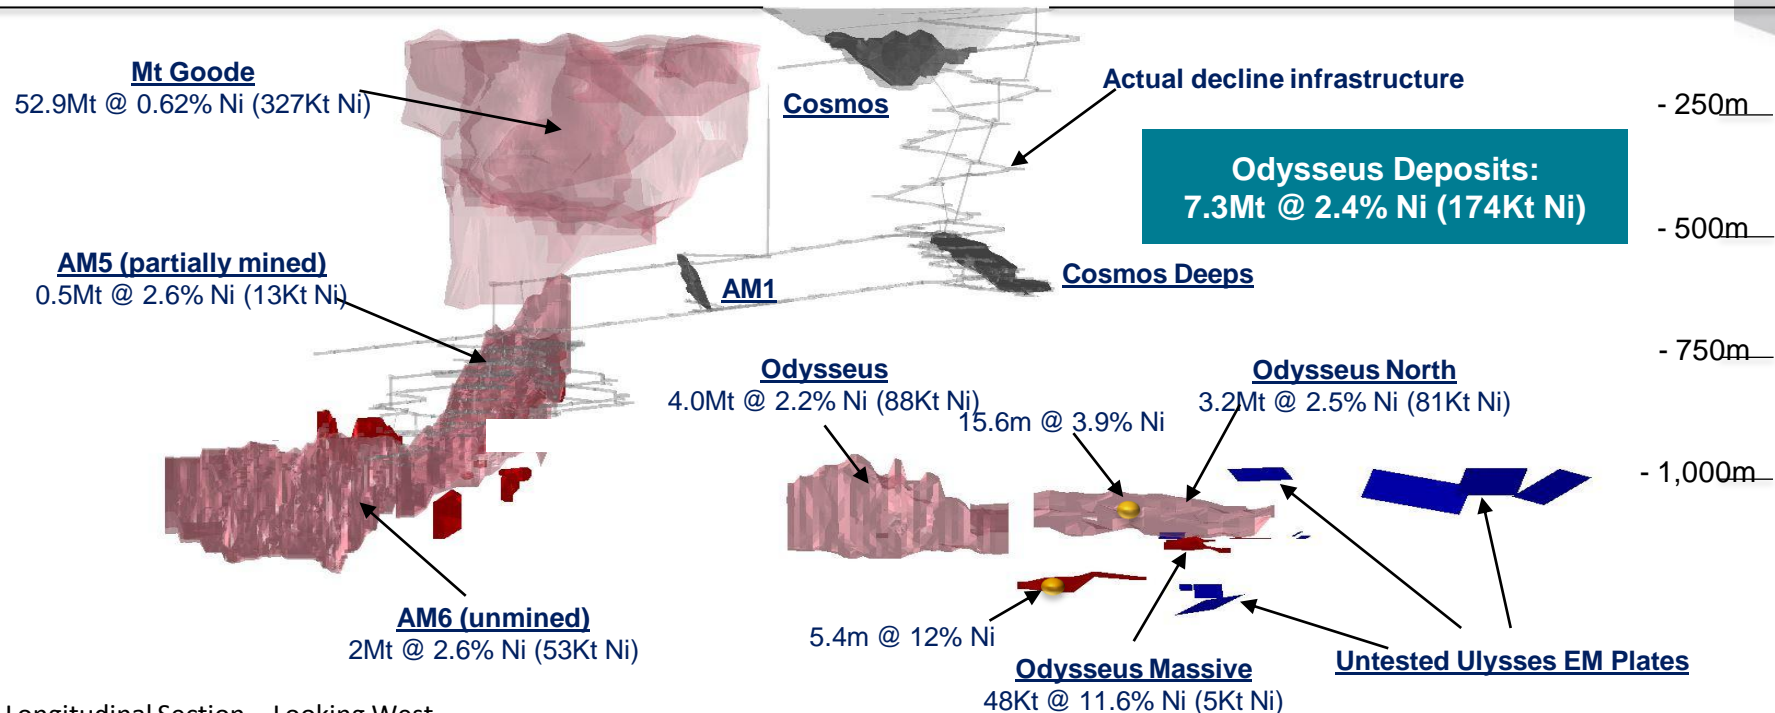 Mt Goode
52.9Mt @ 0.62% Ni (327Kt Ni)
Cosmos
Actual decline infrastructure
- 250m
Odysseus Deposits:
7.3Mt @ 2.4% Ni (174Kt Ni)
- 500m
AM5 (partially mined)
0.5Mt @ 2.6% Ni (13Kt Ni)
AM1
Cosmos Deeps
- 750m
Odysseus
4.0Mt @ 2.2% Ni (88Kt Ni)
15.6m @ 3.9% Ni
Odysseus North
3.2Mt @ 2.5% Ni (81Kt Ni)
- 1,000m
AM6 (unmined)
2Mt @ 2.6% Ni (53Kt Ni)
5.4m @ 12% Ni
Odysseus Massive
48Kt @ 11.6% Ni (5Kt Ni)
Untested Ulysses EM Plates
Longitudinal Section – Looking West